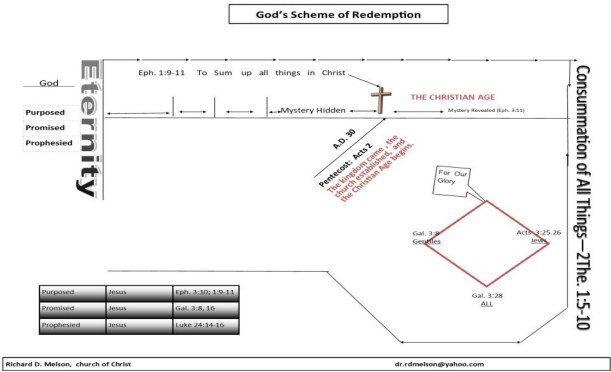 God's Scheme of Redemption
Eternity
God
Purposed
Promised
Prophesied
Eph. 1:9-11 To Sum up all things in Christ
Mystery Hidden
THE CHRISTIAN AGE
Mystery Revealed (Eph. 3:11)
A.D. 30
Pentecost: Acts 2
The kingdom came, the
church established, and
the Christian Age begins.
For Our
Glory
Gal. 3:8
Gentiles
Acts 3:25.26
Jews
Gal. 3:28
ALL
Consummation of All Things—2The. 1:5-10
Purposed Jesus Eph. 3:10; 1:9-11
Promised Jesus Gal. 3:8, 16
Prophesied Jesus Luke 24:14-16
Richard D. Melson, church of Christ dr.rdmelson@yahoo.com